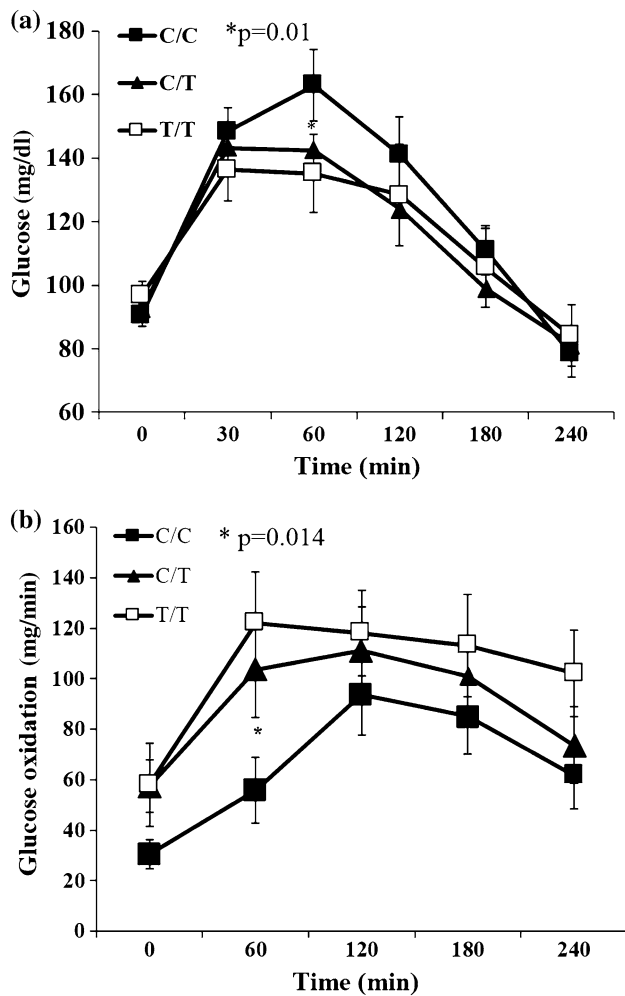 (a)
180
160
140
120
100
80
60
Glucose (mg/dl)
C/C
C/T
T/T
*p=0.01
*
0 30 60 120 180 240
Time (min)
(b)
160
140
120
100
80
60
40
20
0
Glucose oxidation (mg/min)
C/C
C/T
T/T
* p=0.014
*
0 60 120 180 240
Time (min)